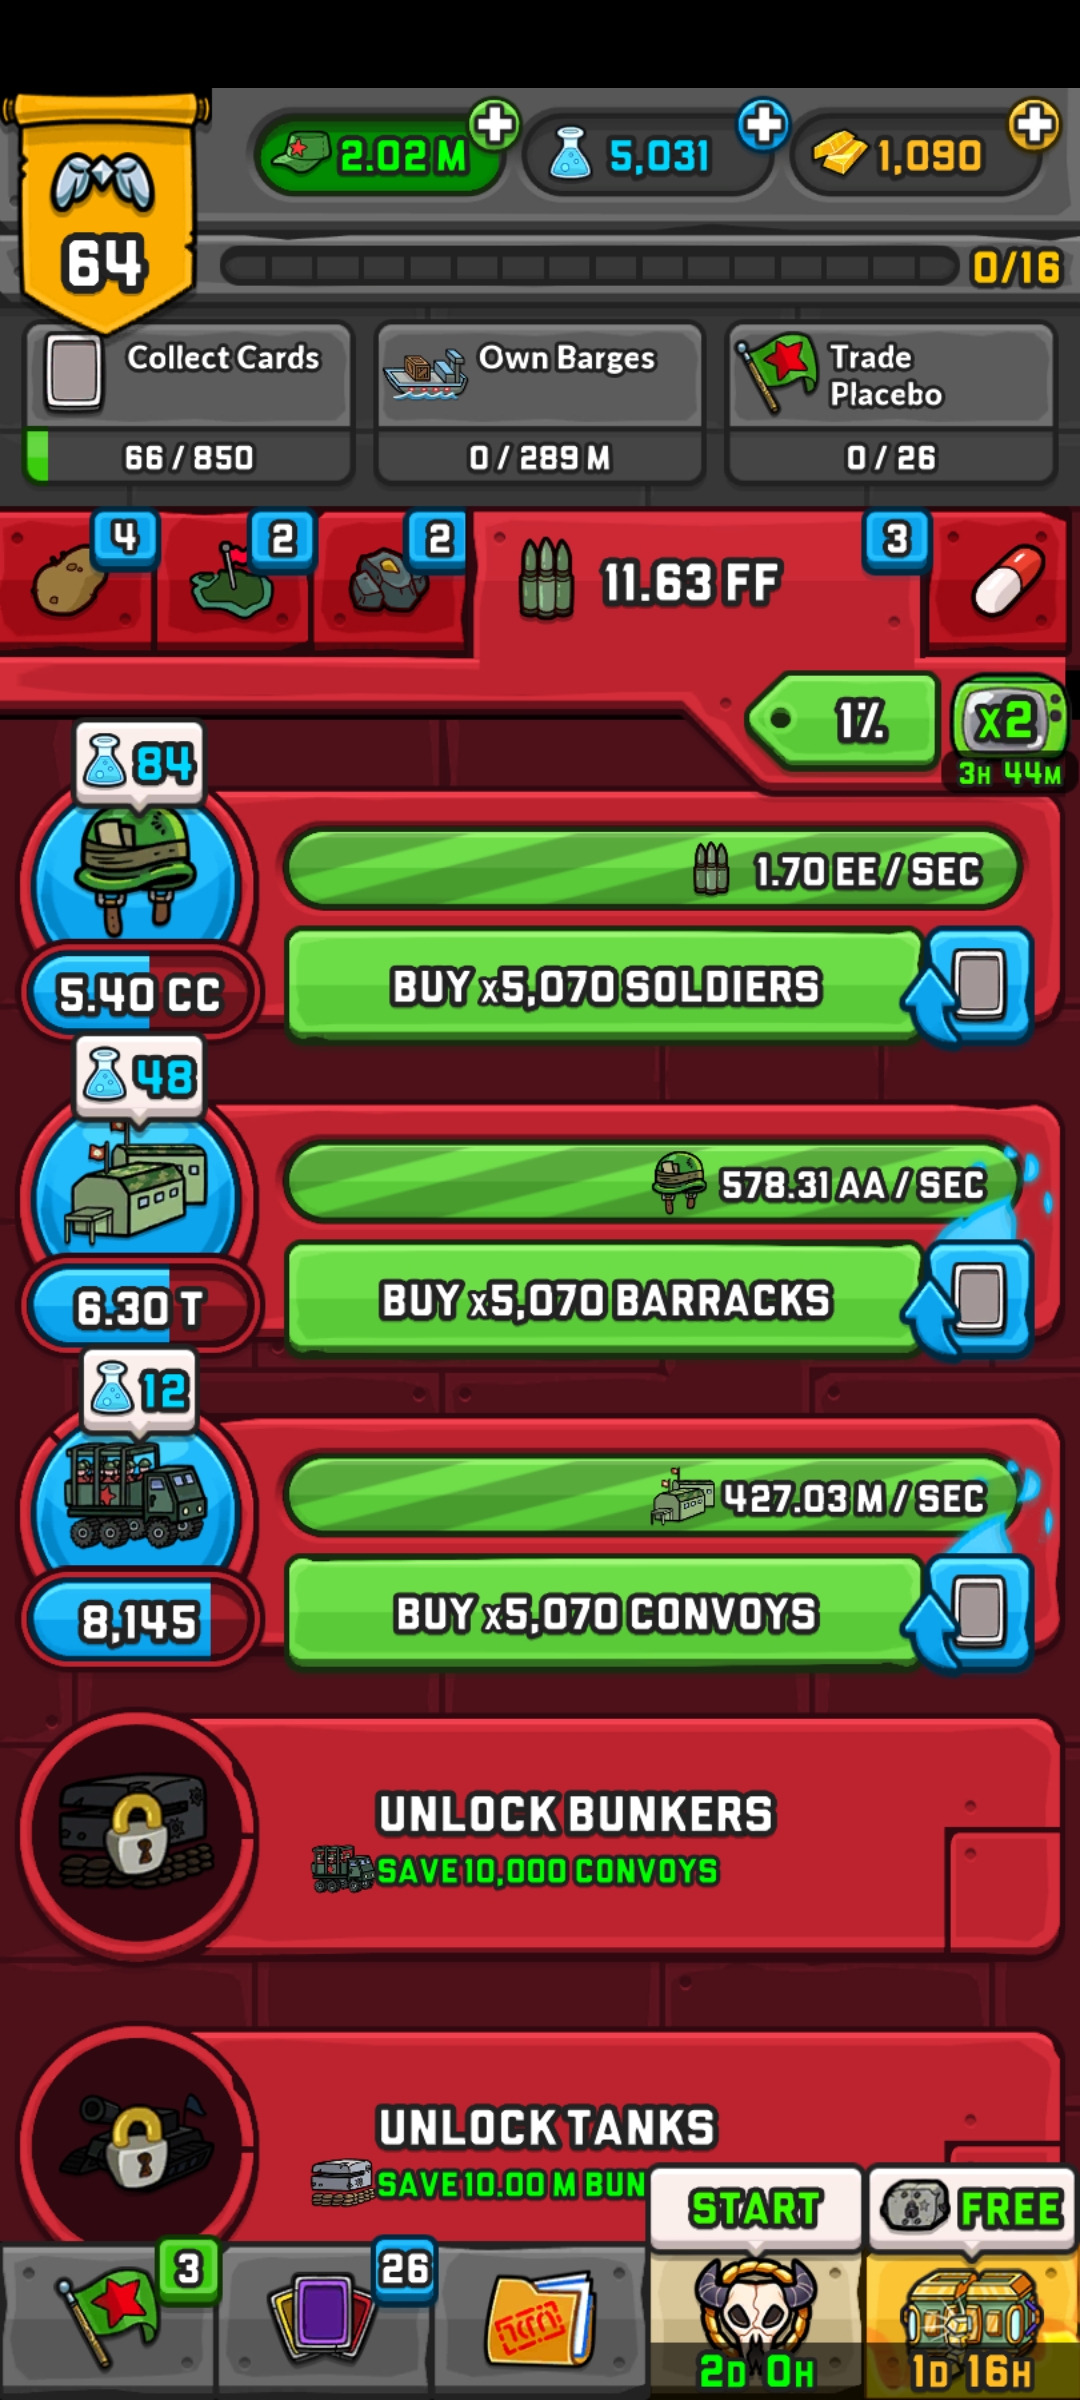 2.02 M
5,031
1,090
64
0/16
Collect Cards
66 / 850
Own Barges
0 / 289 M
Trade
Placebo
0 / 26
4
2
2
11.63 FF
3
1%
x2
3H 44M
84
1.70 EE / SEC
5.40 CC
BUY x5,070 SOLDIERS
48
578.31 AA / SEC
6.30 T
BUY x5,070 BARRACKS
12
427.03 M / SEC
8,145
BUY x5,070 CONVOYS
UNLOCK BUNKERS
SAVE 10,000 CONVOYS
UNLOCK TANKS
SAVE 10.00 M BUN
START
FREE
3
26
2D 0H
1D 16H